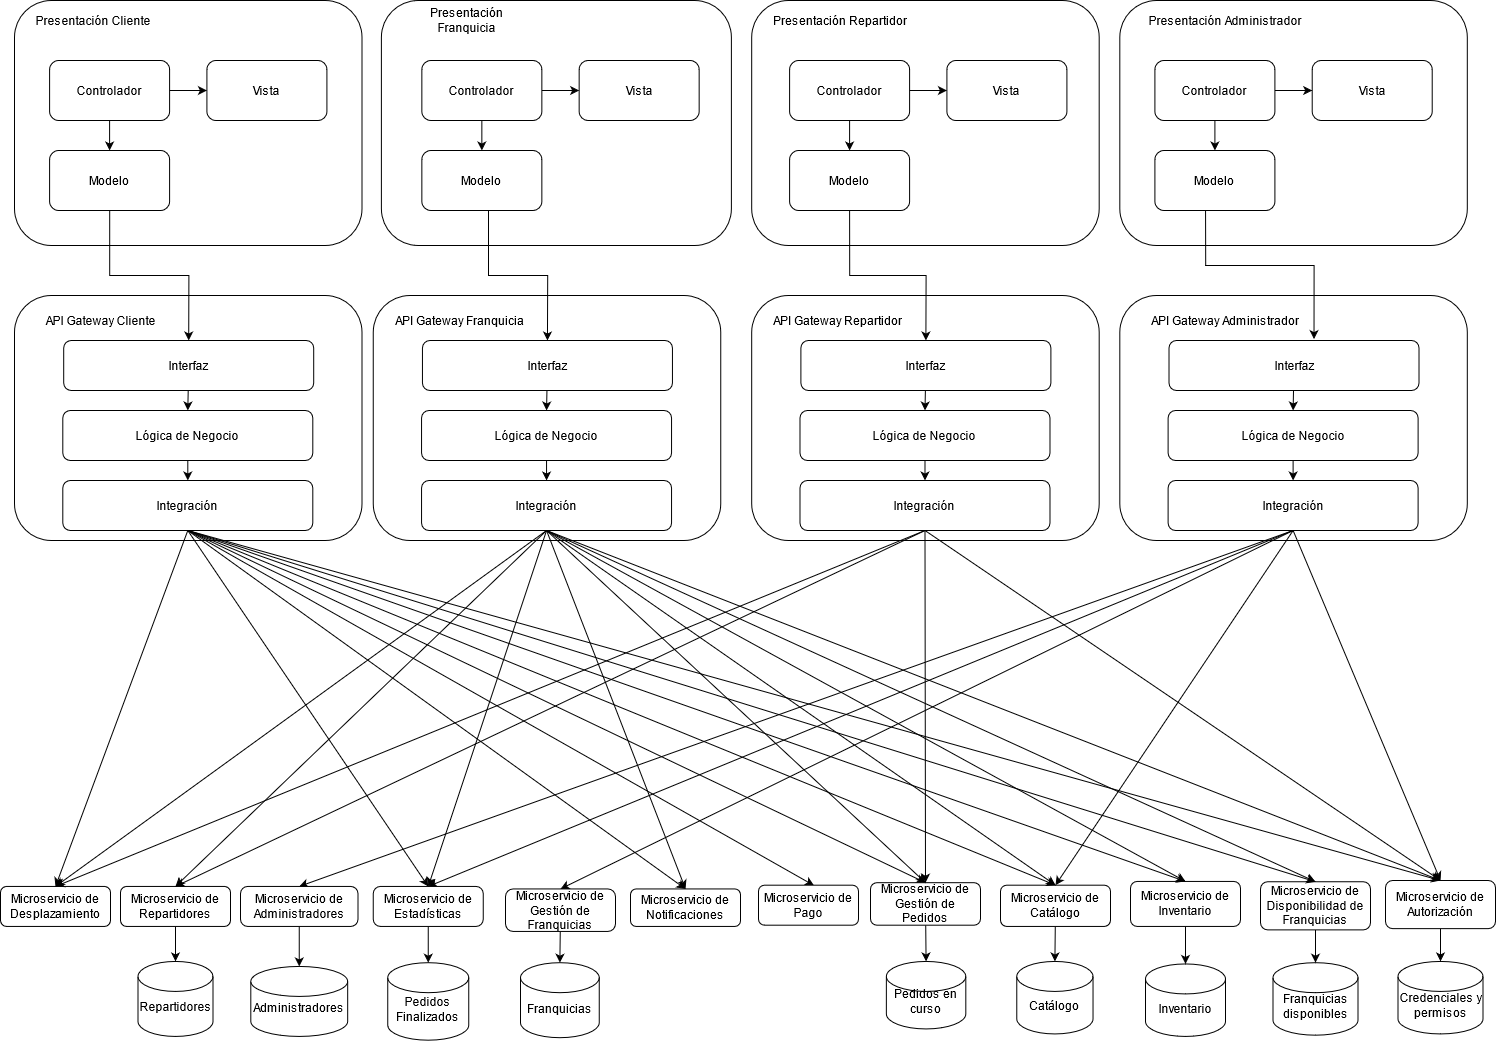 Presentación Cliente
Presentación
Franquicia
Presentación Repartidor
Presentación Administrador
Controlador
Vista
Controlador
Vista
Controlador
Vista
Controlador
Vista
Modelo
Modelo
Modelo
Modelo
API Gateway Cliente
API Gateway Franquicia
API Gateway Repartidor
API Gateway Administrador
Interfaz
Interfaz
Interfaz
Interfaz
Lógica de Negocio
Lógica de Negocio
Lógica de Negocio
Lógica de Negocio
Integración
Integración
Integración
Integración
Microservicio de
Desplazamiento
Microservicio de
Repartidores
Microservicio de
Administradores
Microservicio de
Estadísticas
Microservicio de
Gestión de
Franquicias
Microservicio de
Notificaciones
Microservicio de
Pago
Microservicio de
Gestión de
Pedidos
Microservicio de
Catálogo
Microservicio de
Inventario
Microservicio de
Disponibilidad de
Franquicias
Microservicio de
Autorización
Repartidores
Administradores
Pedidos
Finalizados
Franquicias
Pedidos en
curso
Catálogo
Inventario
Franquicias
disponibles
Credenciales y
permisos